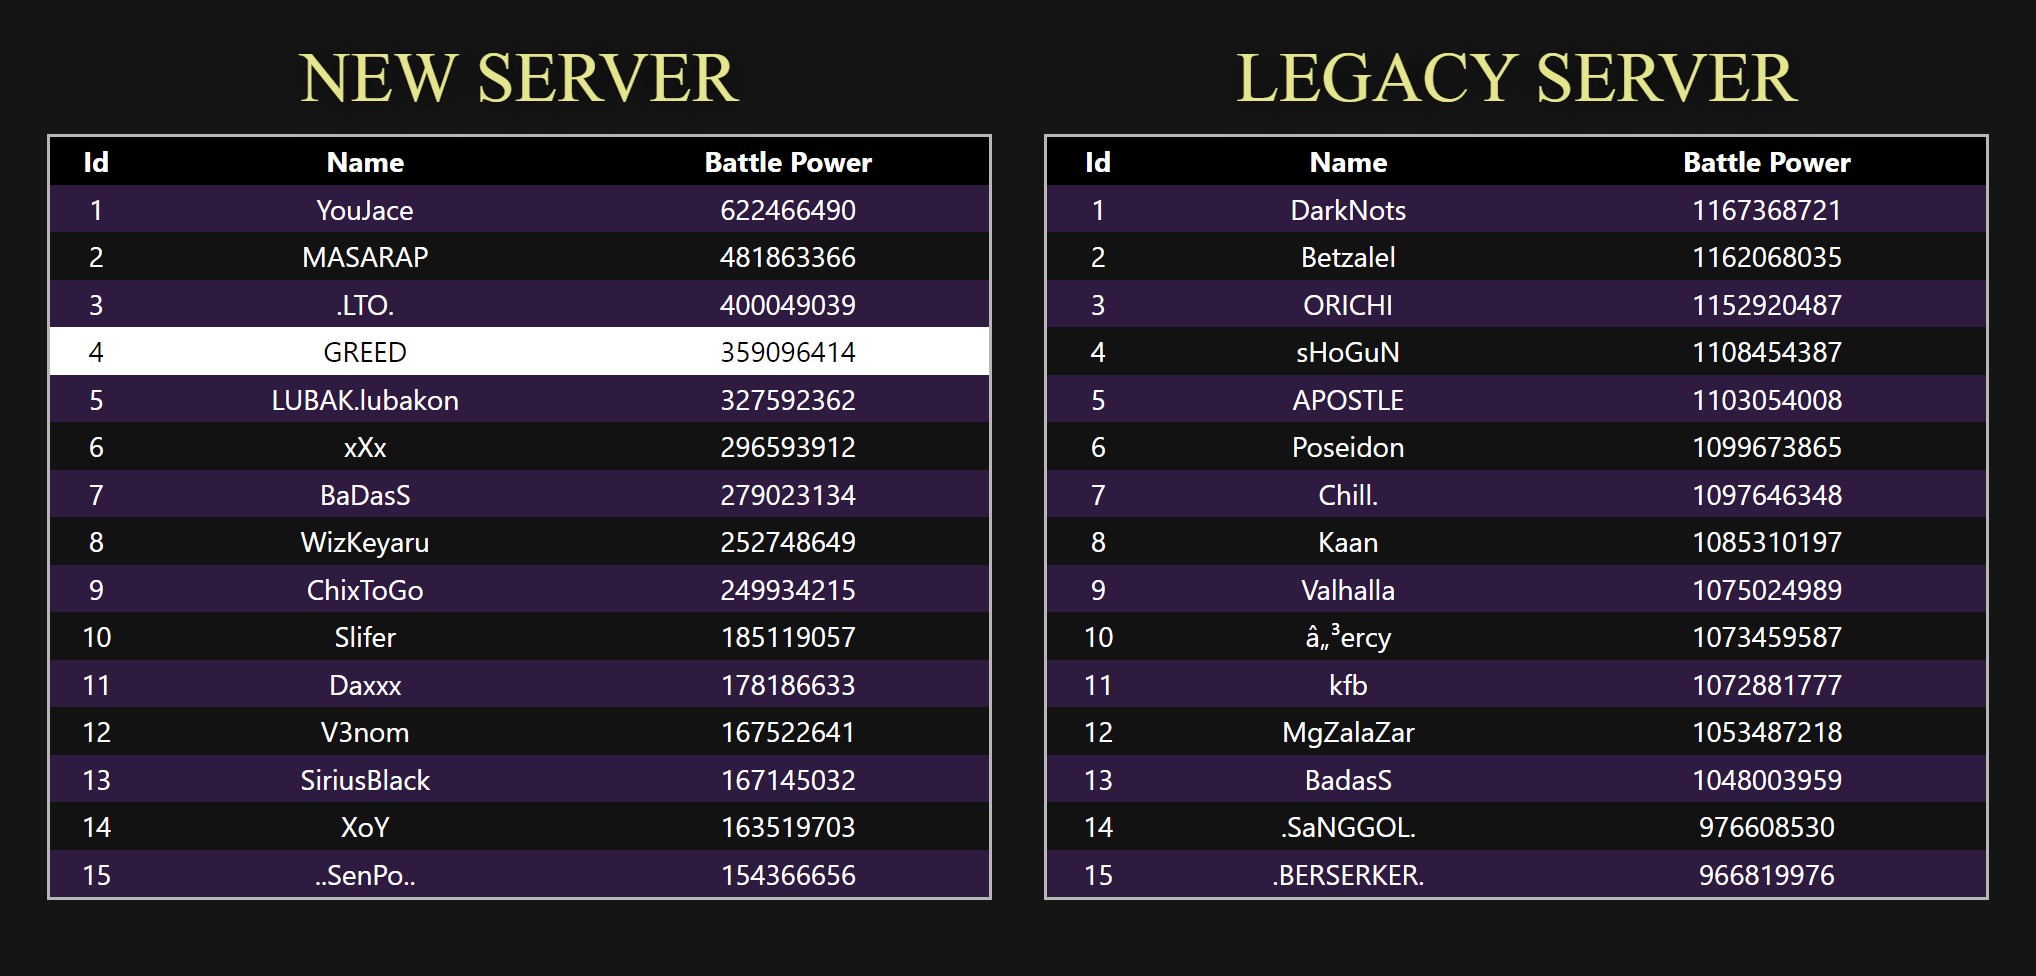 NEW SERVER
Id Name Battle Power
1 YouJace 622466490
2 MASARAP 481863366
3 .LTO. 400049039
4 GREED 359096414
5 LUBAK.lubakon 327592362
6 xXx 296593912
7 BaDasS 279023134
8 WizKeyaru 252748649
9 ChixToGo 249934215
10 Slifer 185119057
11 Daxxx 178186633
12 V3nom 167522641
13 SiriusBlack 167145032
14 XoY 163519703
15 ..SenPo.. 154366656
LEGACY SERVER
Id Name Battle Power
1 DarkNots 1167368721
2 Betzalel 1162068035
3 ORICHI 1152920487
4 sHoGuN 1108454387
5 APOSTLE 1103054008
6 Poseidon 1099673865
7 Chill. 1097646348
8 Kaan 1085310197
9 Valhalla 1075024989
10 â„³ercy 1073459587
11 kfb 1072881777
12 MgZalaZar 1053487218
13 BadasS 1048003959
14 .SaNGGOL. 976608530
15 .BERSERKER. 966819976